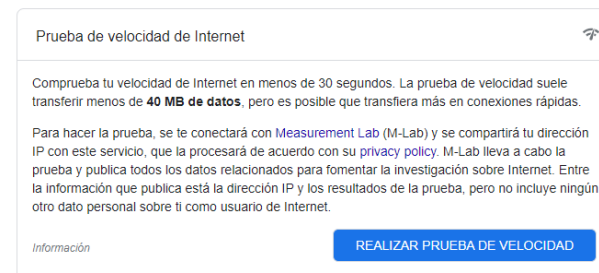 Prueba de velocidad de Internet
Comprueba tu velocidad de Internet en menos de 30 segundos. La prueba de velocidad suele
transferir menos de 40 MB de datos, pero es posible que transfiera más en conexiones rápidas.
Para hacer la prueba, se te conectará con Measurement Lab (M-Lab) y se compartirá tu dirección
IP con este servicio, que la procesará de acuerdo con su privacy policy. M-Lab lleva a cabo la
prueba y publica todos los datos relacionados para fomentar la investigación sobre Internet. Entre
la información que publica está la dirección IP y los resultados de la prueba, pero no incluye ningún
otro dato personal sobre ti como usuario de Internet.
Información
REALIZAR PRUEBA DE VELOCIDAD